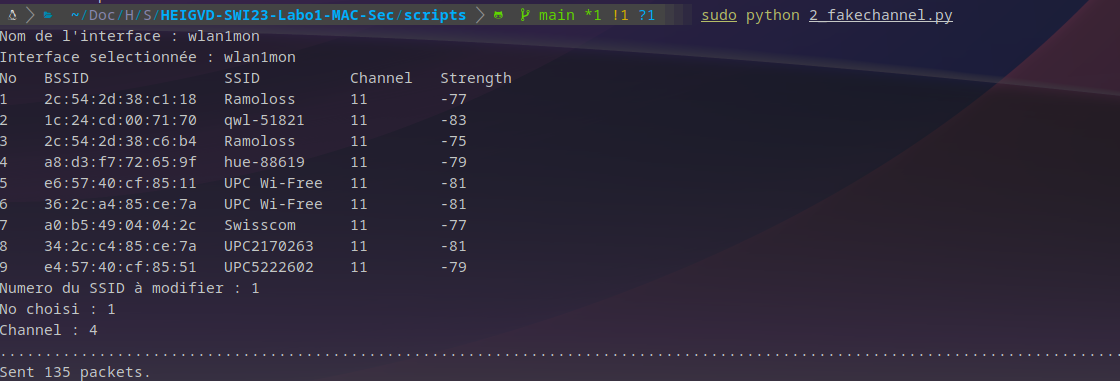 ~/Doc/H/S/HEIGVD-SWI23-Labo1-MAC-Sec/scripts main *1 !1 ?1 sudo python 2_fakechannel.py
Nom de l'interface : wlan1mon
Interface selectionnée : wlan1mon
No BSSID SSID Channel Strength
1 2c:54:2d:38:c1:18 Ramoloss 11 -77
2 1c:24:cd:00:71:70 qwl-51821 11 -83
3 2c:54:2d:38:c6:b4 Ramoloss 11 -75
4 a8:d3:f7:72:65:9f hue-88619 11 -79
5 e6:57:40:cf:85:11 UPC Wi-Free 11 -81
6 36:2c:c4:85:ce:7a UPC Wi-Free 11 -81
7 a0:b5:49:04:04:2c Swisscom 11 -77
8 34:2c:c4:85:ce:7a UPC2170263 11 -81
9 e4:57:40:cf:85:51 UPC5222602 11 -79
Numero du SSID à modifier : 1
No choisi : 1
Channel : 4
.......................................................................................................................................
Sent 135 packets.